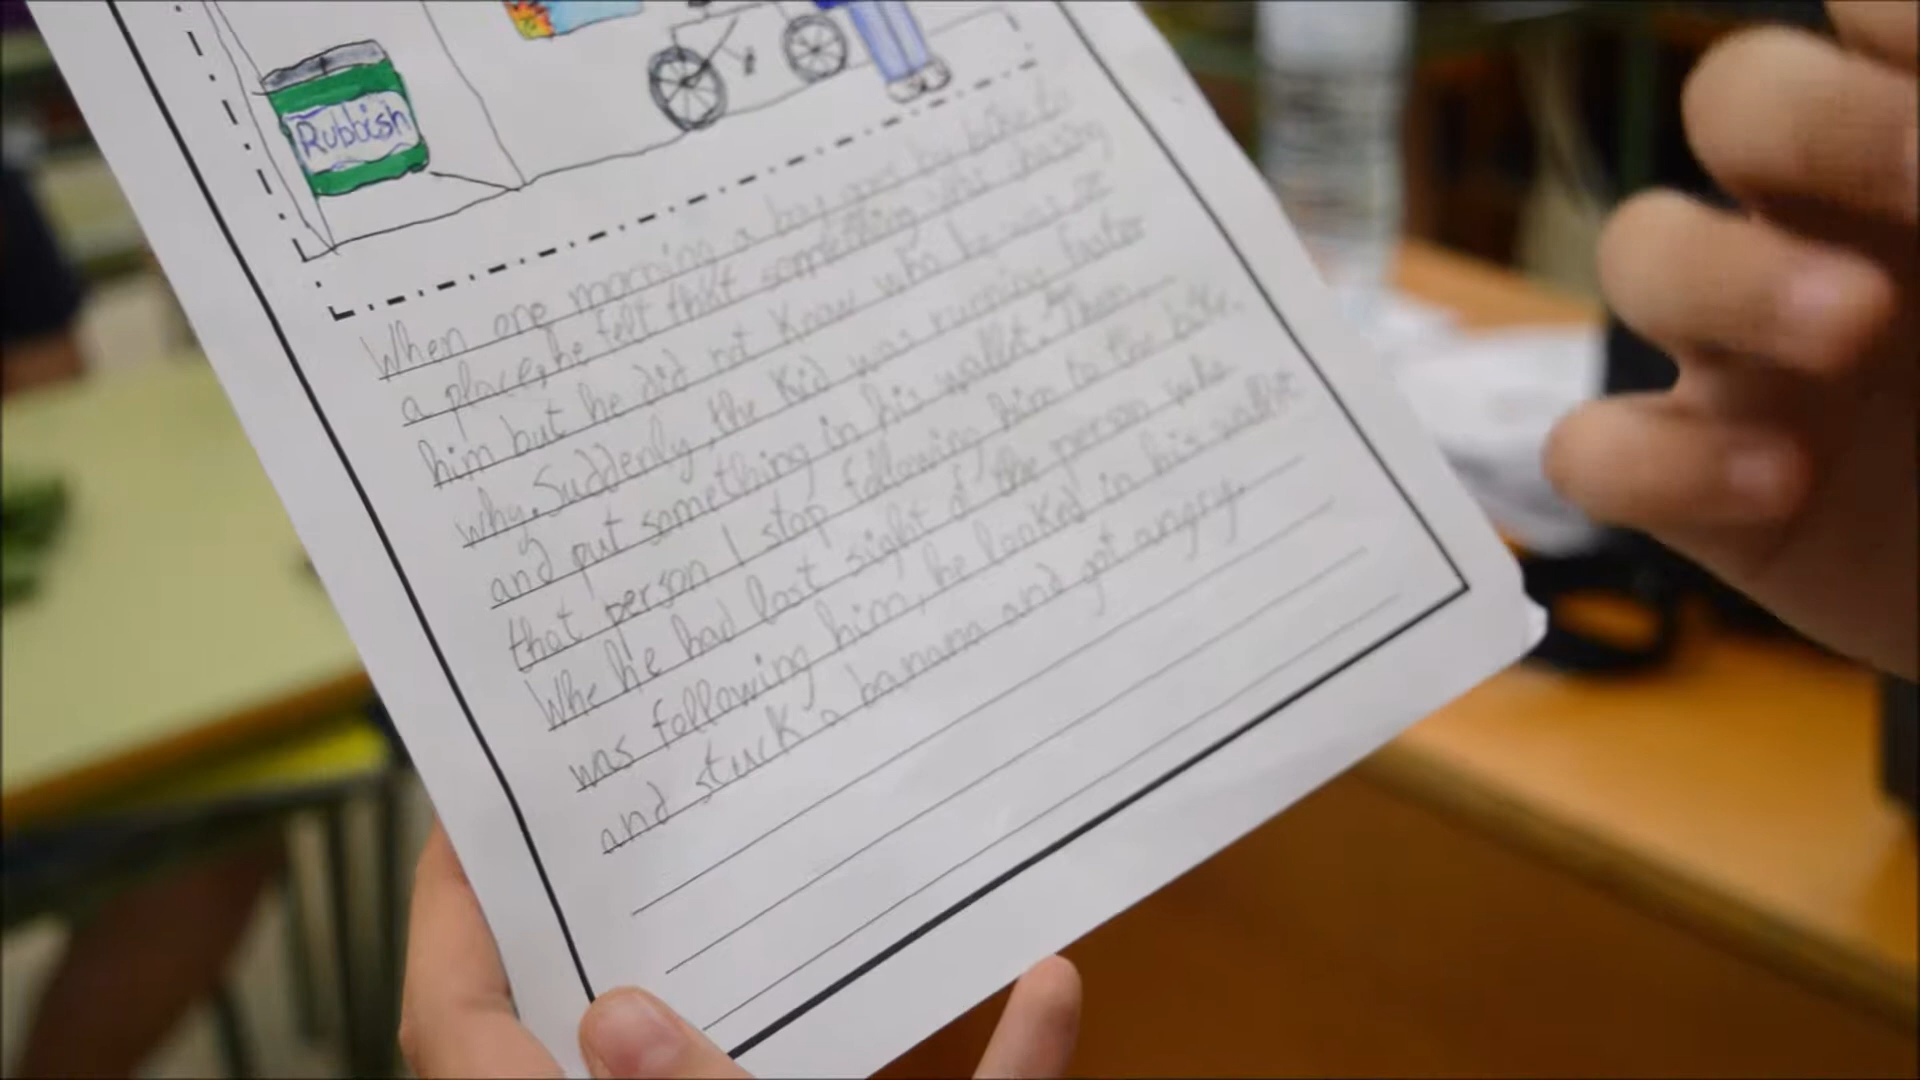 Rubbish
When one morning a boy goes by bike to
a place, he felt that something was chasing
him but he did not know who he was or
why. Suddenly, the kid was running faster
and put something in his wallet. Then,
that person stop following him to the bike.
Whe he had lost sight of the person who
was following him, he looked in his wallet
and stuck a banana and got angry.